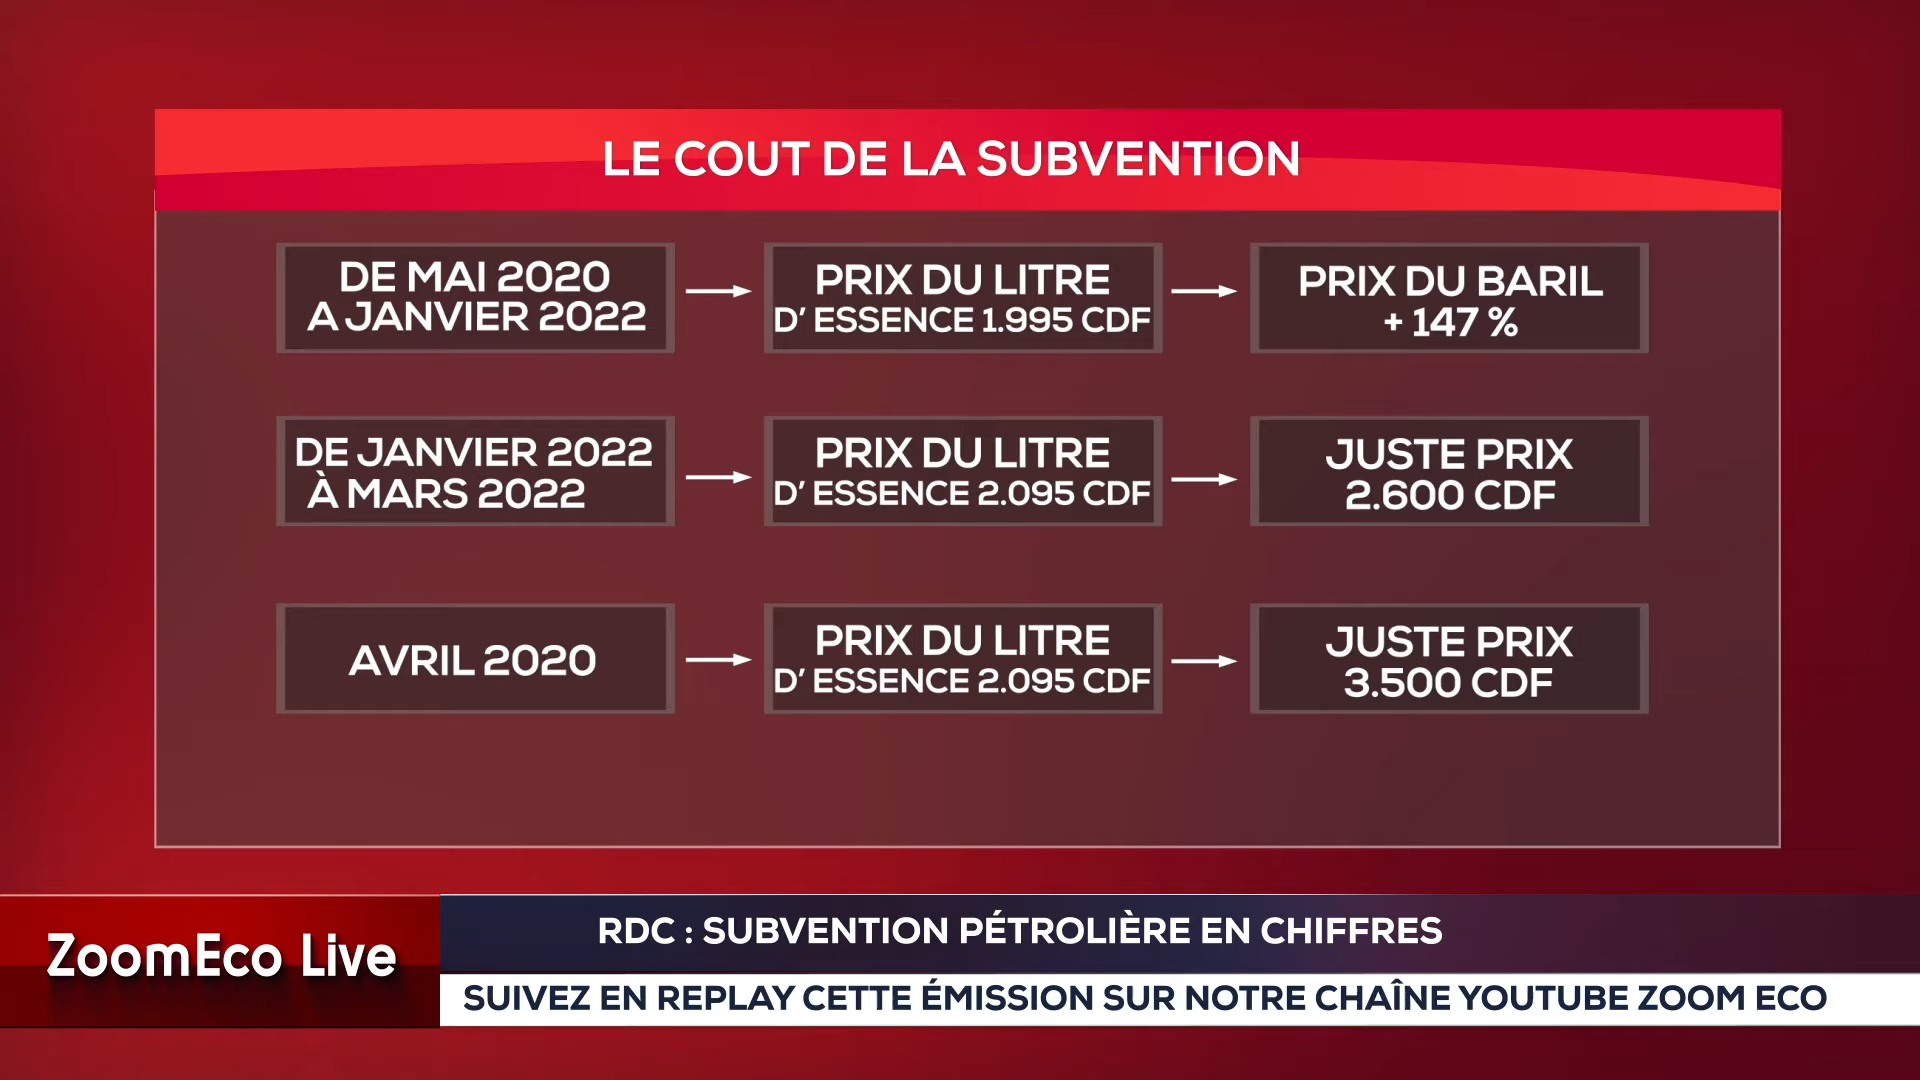 LE COUT DE LA SUBVENTION
DE MAI 2020
A JANVIER 2022
PRIX DU LITRE
D' ESSENCE 1.995 CDF
PRIX DU BARIL
+ 147 %
DE JANVIER 2022
À MARS 2022
PRIX DU LITRE
D' ESSENCE 2.095 CDF
JUSTE PRIX
2.600 CDF
AVRIL 2020
PRIX DU LITRE
D' ESSENCE 2.095 CDF
JUSTE PRIX
3.500 CDF
ZoomEco Live
RDC : SUBVENTION PÉTROLIÈRE EN CHIFFRES
SUIVEZ EN REPLAY CETTE ÉMISSION SUR NOTRE CHAÎNE YOUTUBE ZOOM ECO